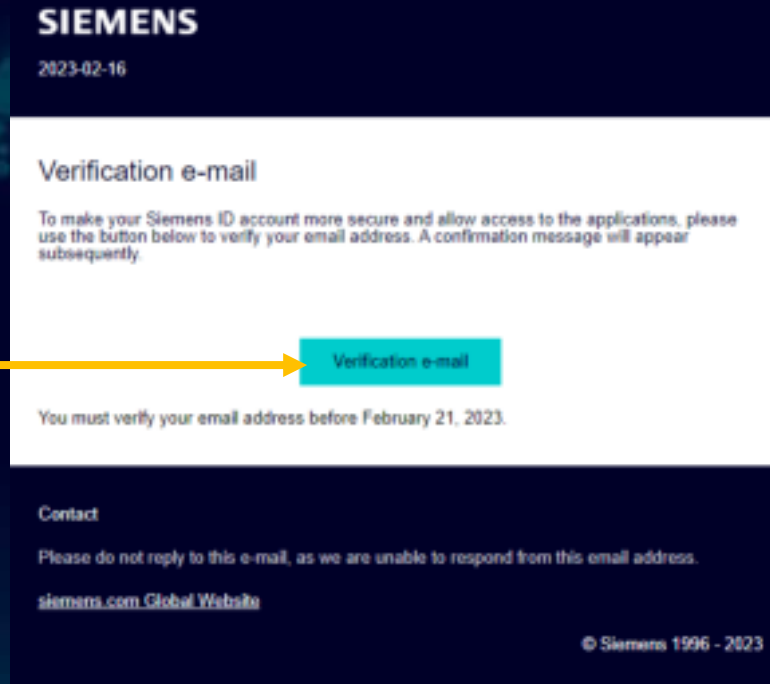 SIEMENS
2023-02-16
Verification e-mail
To make your Siemens ID account more secure and allow access to the applications, please
use the button below to verify your email address. A confirmation message will appear
subsequently.
Verification e-mail
You must verify your email address before February 21, 2023.
Contact
Please do not reply to this e-mail, as we are unable to respond from this email address.
siemens.com Global Website
© Siemens 1996 - 2023